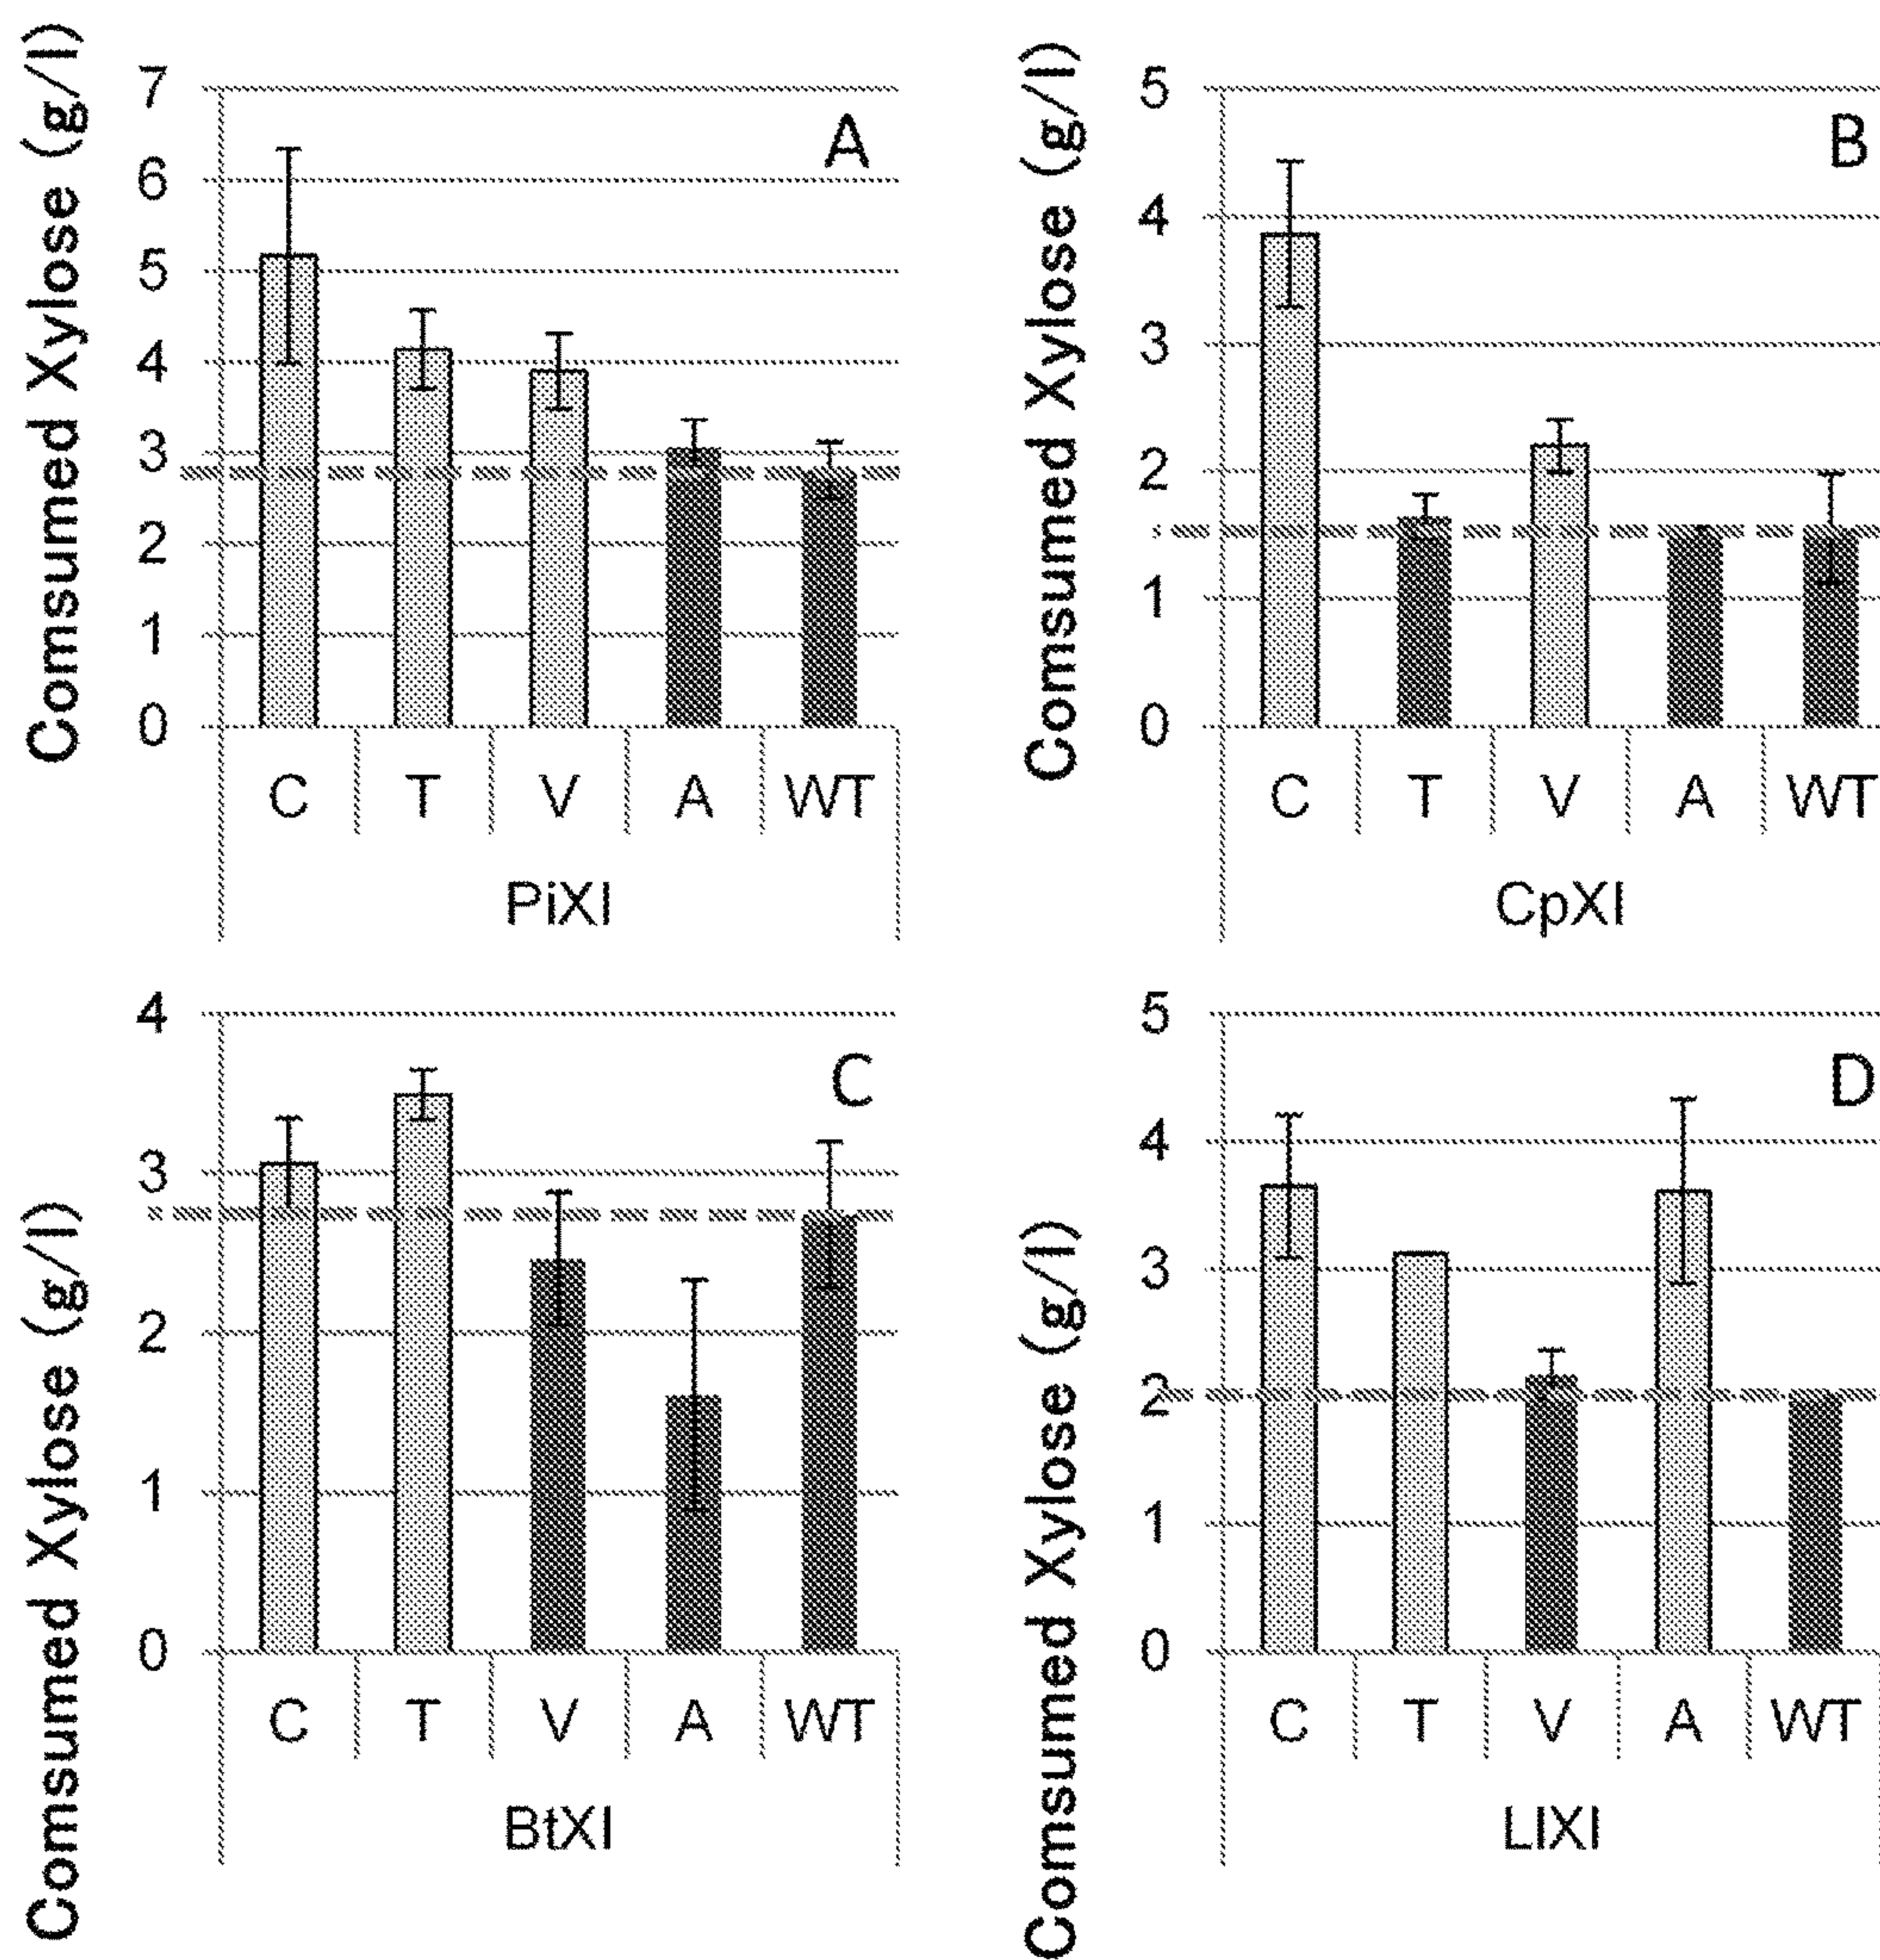 Comsumed Xylose (g/l)
7
6
5
4
3
2
1
0
A
C T V A WT
PiXI
Comsumed Xylose (g/l)
5
4
3
2
1
0
B
C T V A WT
CpXI
Comsumed Xylose (g/l)
4
3
2
1
0
C
C T V A WT
BtXI
Comsumed Xylose (g/l)
5
4
3
2
1
0
D
C T V A WT
LlXI